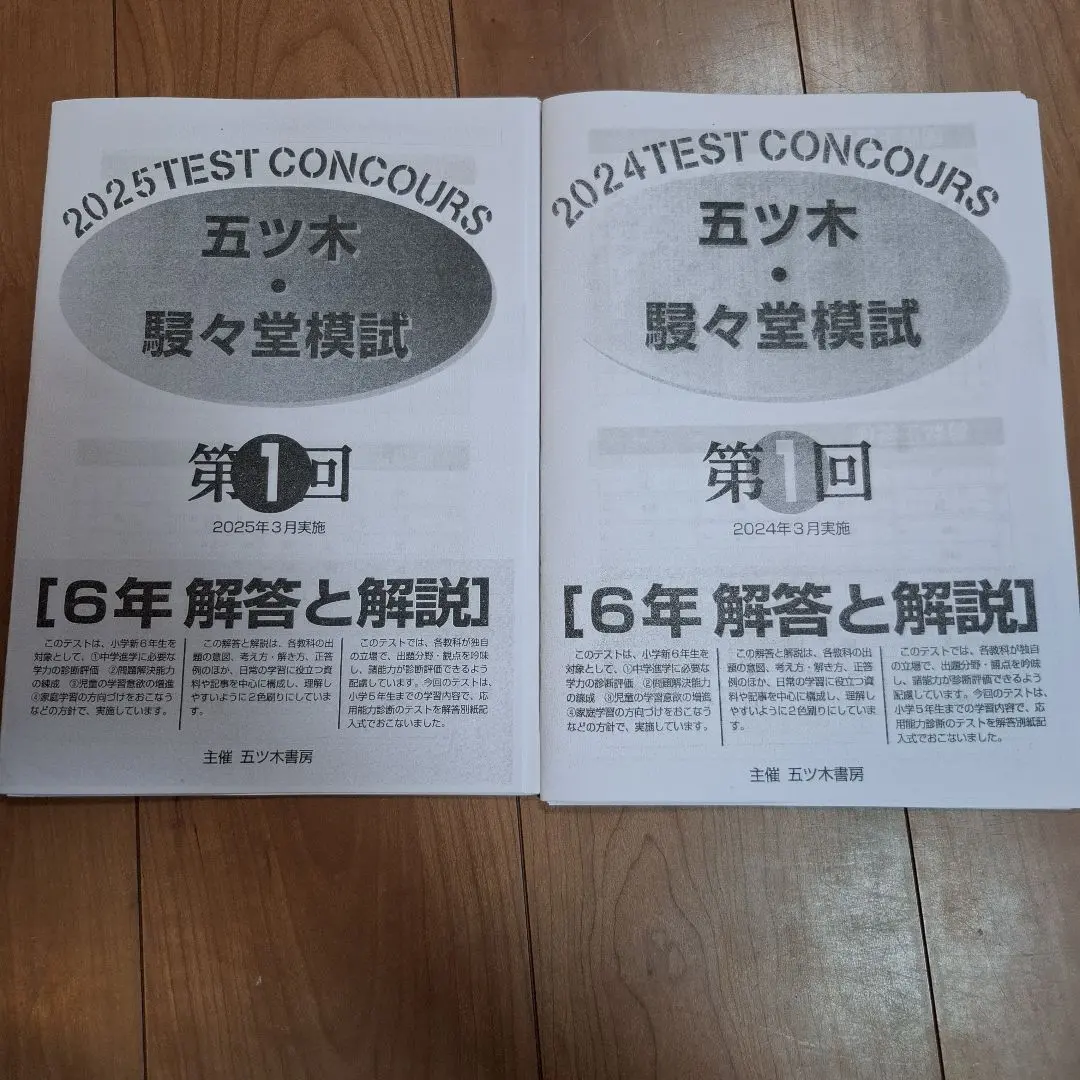 2025TEST CONCOURS
五ツ木
・
駸々堂模試
第1回
2025年3月実施
[6年 解答と解説]
このテストは、小学新6年生を
対象として、①中学進学に必要な
学力の診断評価 ②問題解決能力
の練成 ③児童の学習意欲の増進
④家庭学習の方向づけをおこなう
などの方針で、実施しています。
この解答と解説は、各教科の出
題の意図、考え方・解き方、正答
例のほか、日常の学習に役立つ資
料や記事を中心に構成し、理解し
やすいように2色刷りにしていま
す。
このテストでは、各教科が独自
の立場で、出題分野・観点を吟味
し、諸能力が診断評価できるよう
配慮しています。今回のテストは、
小学5年生までの学習内容で、応
用能力診断のテストを解答別紙記
入式でおこないました。
主催 五ツ木書房
2024TEST CONCOURS
五ツ木
・
駸々堂模試
第1回
2024年3月実施
[6年 解答と解説]
このテストは、小学新6年生を
対象として、①中学進学に必要な
学力の診断評価 ②問題解決能力
の練成 ③児童の学習意欲の増進
④家庭学習の方向づけをおこなう
などの方針で、実施しています。
この解答と解説は、各教科の出
題の意図、考え方・解き方、正答
例のほか、日常の学習に役立つ資
料や記事を中心に構成し、理解し
やすいように2色刷りにしていま
す。
このテストでは、各教科が独自
の立場で、出題分野・観点を吟味
し、諸能力が診断評価できるよう
配慮しています。今回のテストは、
小学5年生までの学習内容で、応
用能力診断のテストを解答別紙記
入式でおこないました。
主催 五ツ木書房